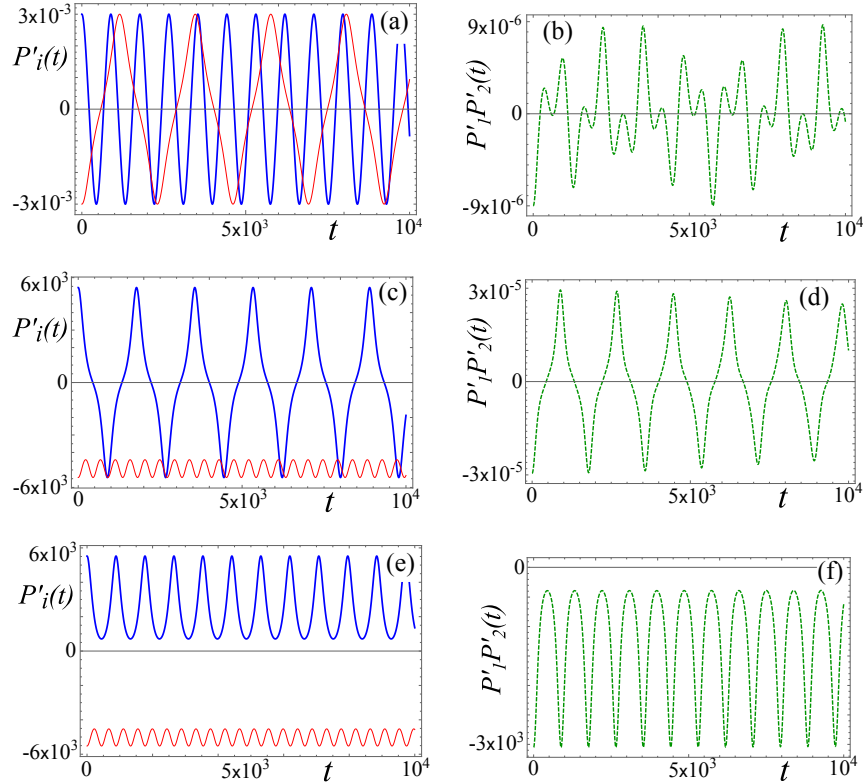 3x10⁻³
P'ᵢ(t)
0
-3x10⁻³
0
5x10³
t
10⁴
(a)
9x10⁻⁶
P'₁P'₂(t)
0
-9x10⁻⁶
0
5x10³
t
10⁴
(b)
6x10³
P'ᵢ(t)
0
-6x10³
0
5x10³
t
10⁴
(c)
3x10⁻⁵
P'₁P'₂(t)
0
-3x10⁻⁵
0
5x10³
t
10⁴
(d)
6x10³
P'ᵢ(t)
0
-6x10³
0
5x10³
t
10⁴
(e)
0
P'₁P'₂(t)
-3x10³
0
5x10³
t
10⁴
(f)